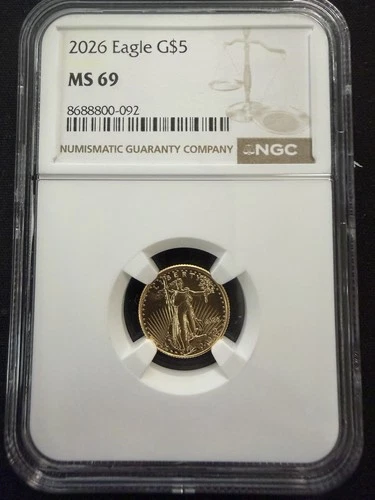 2026 Eagle G$5
MS 69
8688800-092
NUMISMATIC GUARANTY COMPANY NGC
LIBERTY